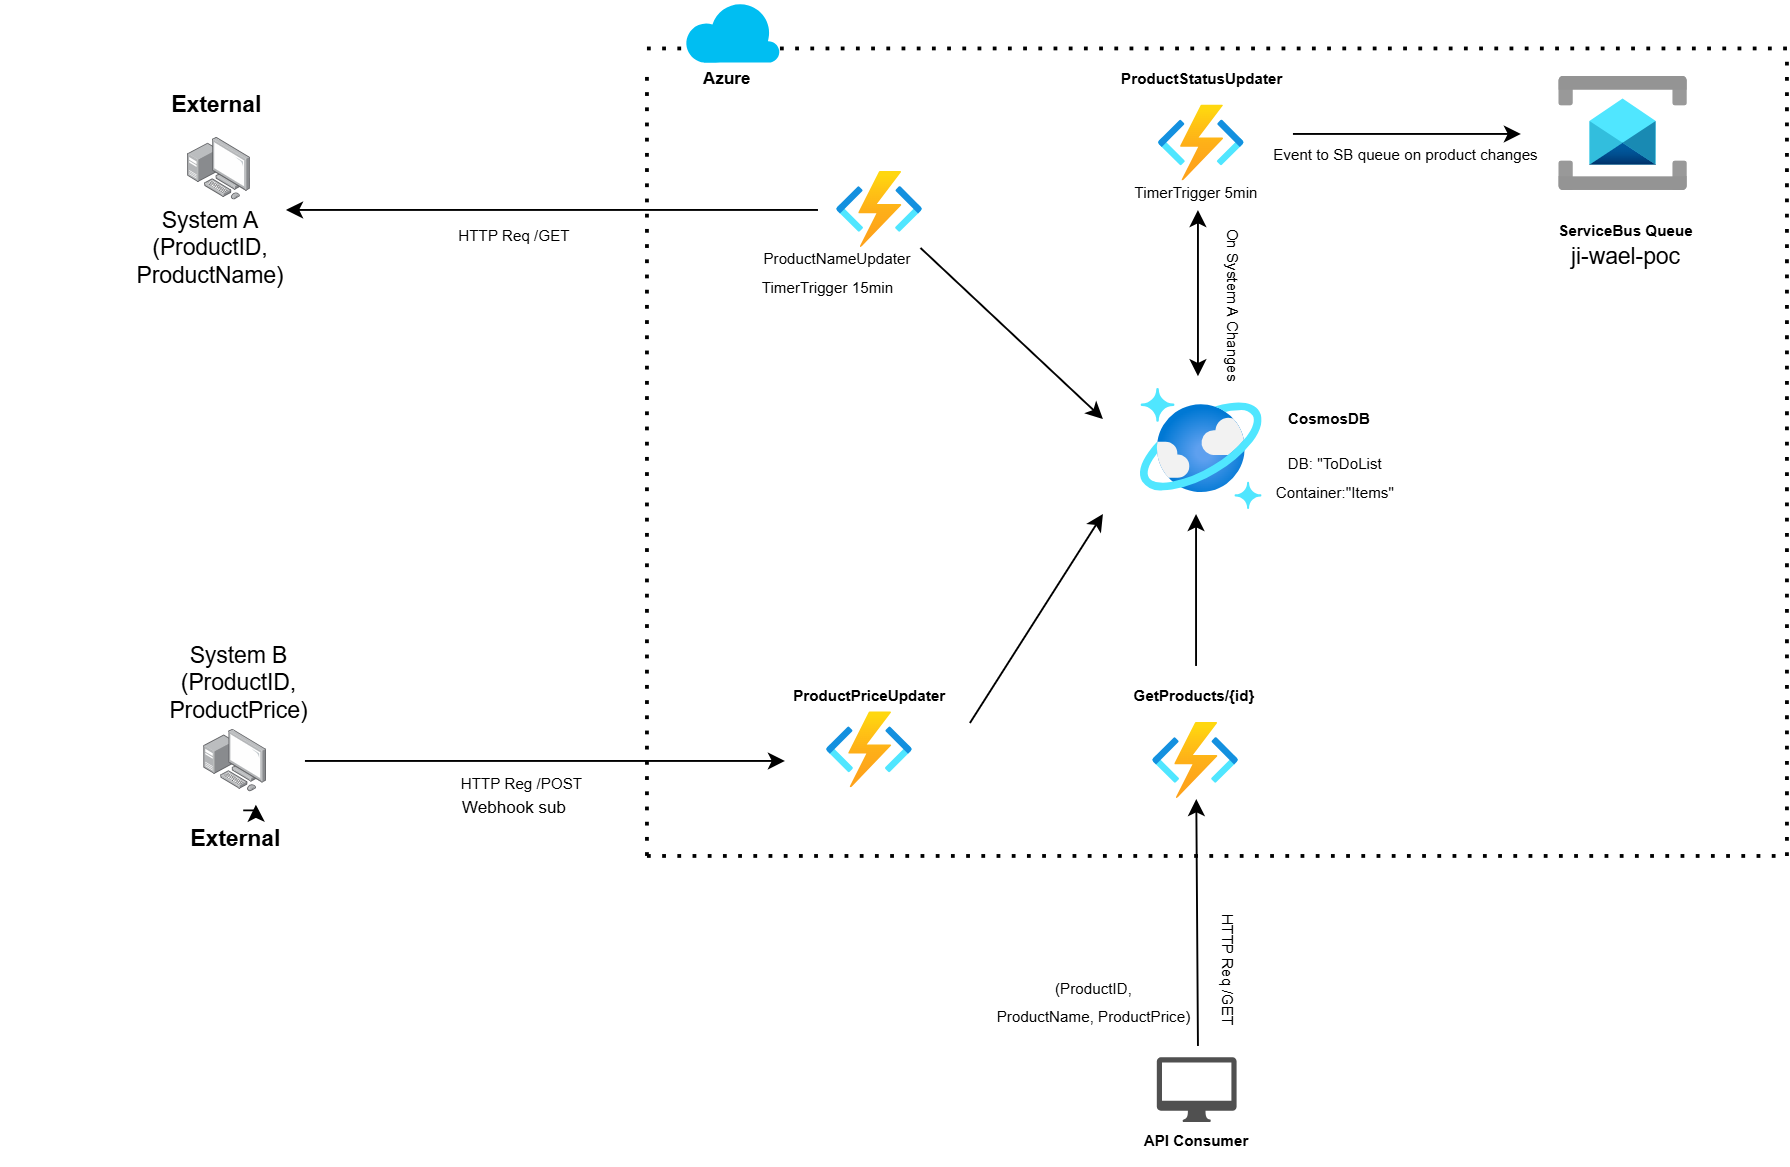 Azure
External
System A
(ProductID,
ProductName)
HTTP Req /GET
ProductNameUpdater
TimerTrigger 15min
ProductStatusUpdater
TimerTrigger 5min
Event to SB queue on product changes
ServiceBus Queue
ji-wael-poc
On System A Changes
CosmosDB
DB: "ToDoList
Container:"Items"
System B
(ProductID,
ProductPrice)
External
HTTP Reg /POST
Webhook sub
ProductPriceUpdater
GetProducts/{id}
HTTP Req /GET
(ProductID,
ProductName, ProductPrice)
API Consumer